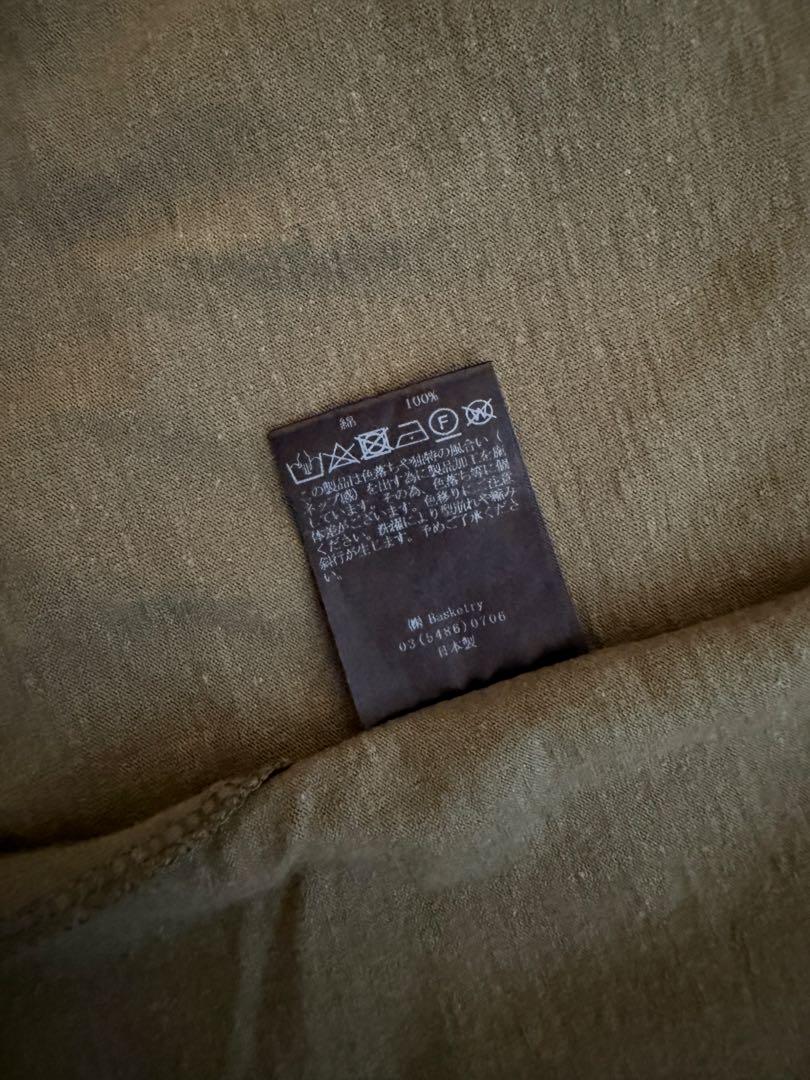 綿 100%
F W
この製品は色落ちや独特の風合い(
ネップ感)を出す為に製品加工を施
しています。その為、色落ち等に個
体差がございます。色移りにご注意
ください。洗濯により型崩れや縮み
斜行が生じます。予めご了承くださ
い。
㈱ Basketry
03(5486)0706
日本製